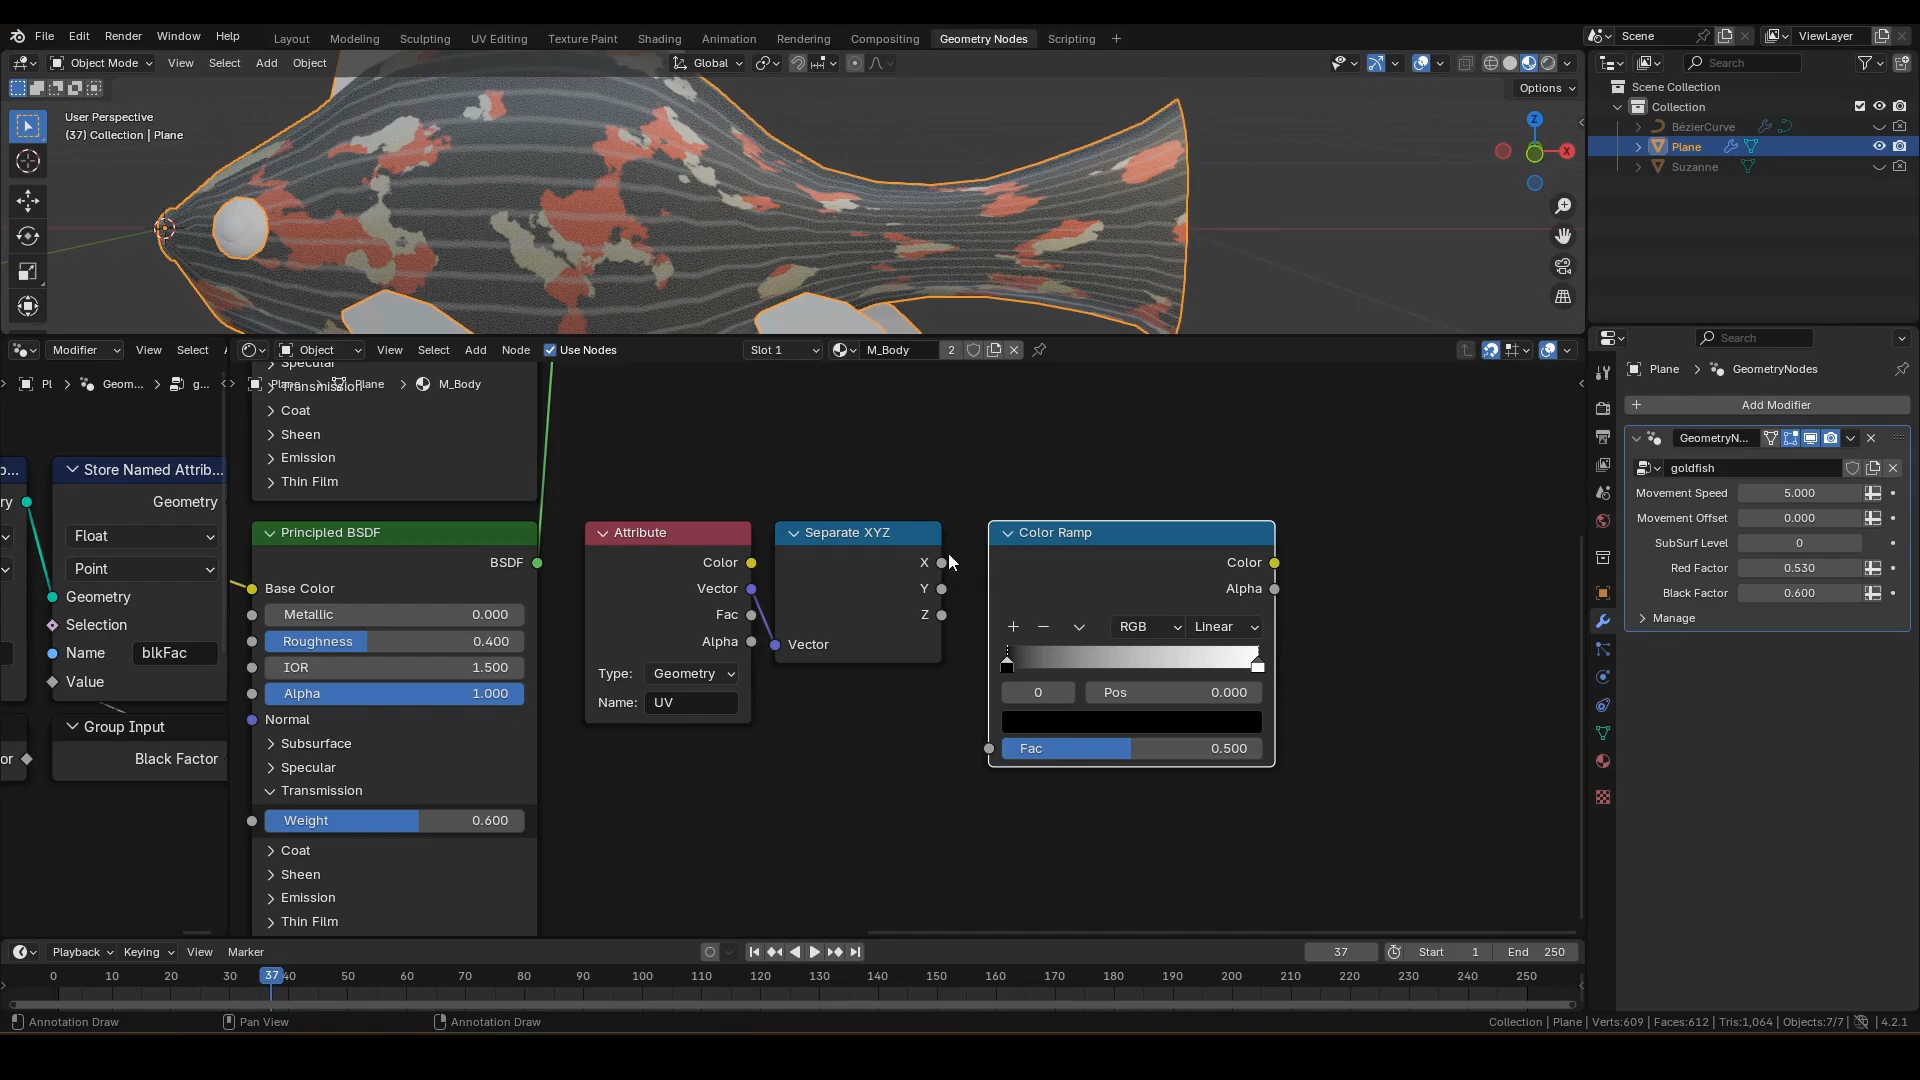 File Edit Render Window Help Layout Modeling Sculpting UV Editing Texture Paint Shading Animation Rendering Compositing Geometry Nodes Scripting + Scene ViewLayer
Object Mode View Select Add Object Global Search
Options
User Perspective
(37) Collection | Plane
Z
X
Scene Collection
Collection
BézierCurve
Plane
Suzanne
Modifier View Select Object View Select Add Node Use Nodes Slot 1 M_Body 2 Search
Pl Geom... g... Plane Plane M_Body
Plane GeometryNodes
Add Modifier
GeometryN...
goldfish
Movement Speed 5.000
Movement Offset 0.000
SubSurf Level 0
Red Factor 0.530
Black Factor 0.600
Manage
Specular
Transmission
Coat
Sheen
Emission
Thin Film
Store Named Attrib...
Geometry
Float
Point
Geometry
Selection
Name blkFac
Value
Group Input
Black Factor
Principled BSDF
BSDF
Base Color
Metallic 0.000
Roughness 0.400
IOR 1.500
Alpha 1.000
Normal
Subsurface
Specular
Transmission
Weight 0.600
Coat
Sheen
Emission
Thin Film
Attribute
Color
Vector
Fac
Alpha
Type: Geometry
Name: UV
Separate XYZ
X
Y
Z
Vector
Color Ramp
Color
Alpha
RGB Linear
0 Pos 0.000
Fac 0.500
Playback Keying View Marker 37 Start 1 End 250
0 10 20 30 37 40 50 60 70 80 90 100 110 120 130 140 150 160 170 180 190 200 210 220 230 240 250
Annotation Draw Pan View Annotation Draw Collection | Plane | Verts:609 | Faces:612 | Tris:1,064 | Objects:7/7 | 4.2.1